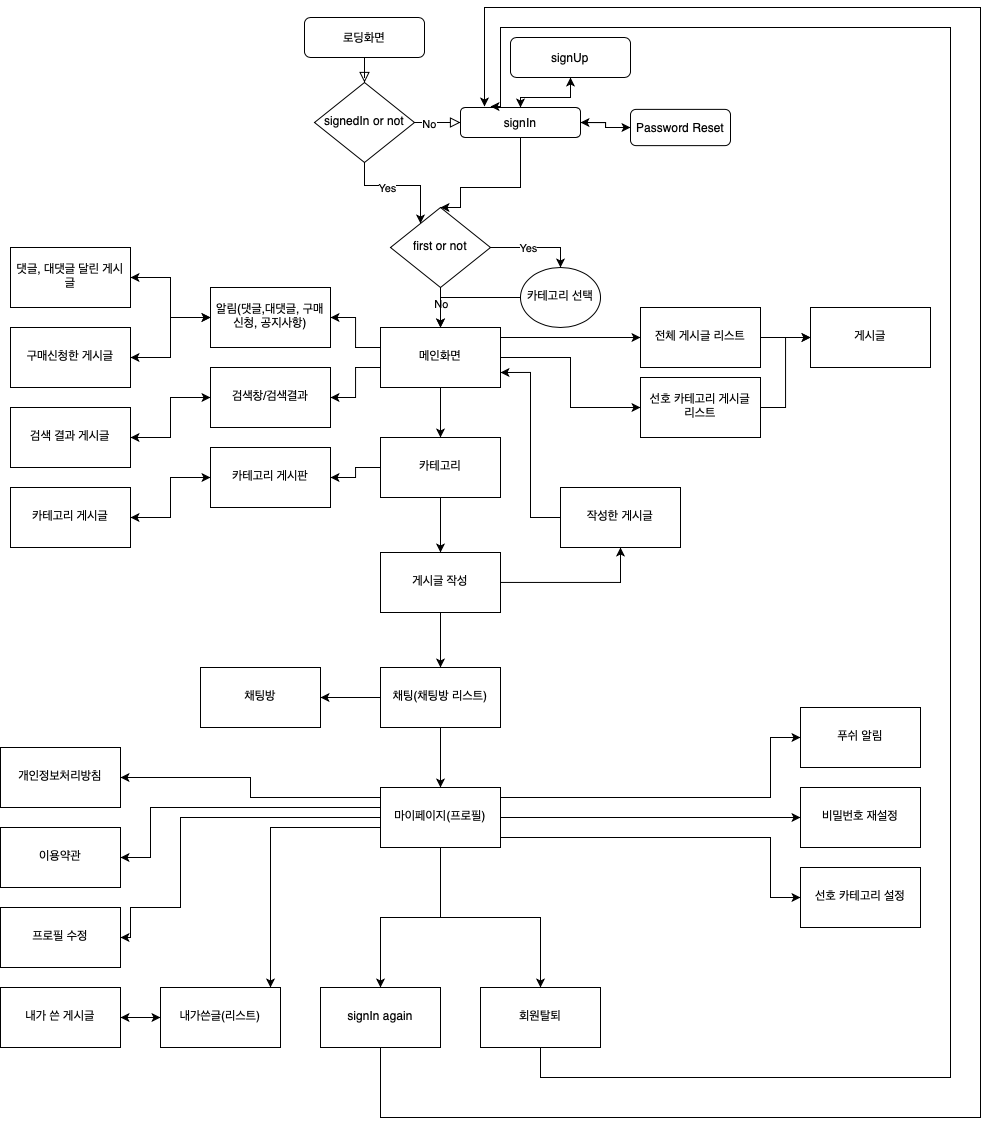 로딩화면
signUp
signedIn or not
No
signIn
Password Reset
Yes
first or not
Yes
카테고리 선택
No
댓글, 대댓글 달린 게시
글
알림(댓글,대댓글, 구매
신청, 공지사항)
구매신청한 게시글
메인화면
전체 게시글 리스트
게시글
검색창/검색결과
선호 카테고리 게시글
리스트
검색 결과 게시글
카테고리
카테고리 게시판
카테고리 게시글
작성한 게시글
게시글 작성
채팅방
채팅(채팅방 리스트)
푸쉬 알림
개인정보처리방침
마이페이지(프로필)
비밀번호 재설정
이용약관
선호 카테고리 설정
프로필 수정
내가 쓴 게시글
내가쓴글(리스트)
signIn again
회원탈퇴